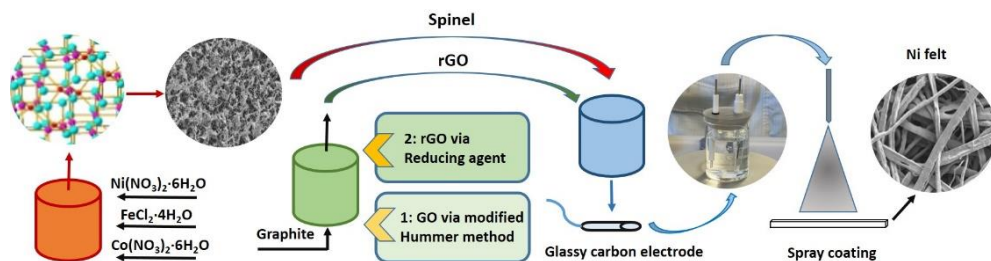 Spinel
rGO
Ni felt
2: rGO via
Reducing agent
1: GO via modified
Hummer method
Ni(NO₃)₂·6H₂O
FeCl₂·4H₂O
Co(NO₃)₂·6H₂O
Graphite
Glassy carbon electrode
Spray coating